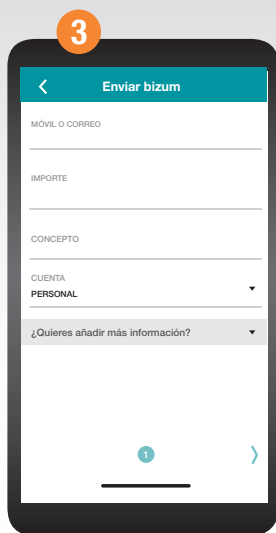 3
Enviar bizum
MÓVIL O CORREO
IMPORTE
CONCEPTO
CUENTA
PERSONAL
¿Quieres añadir más información?
1